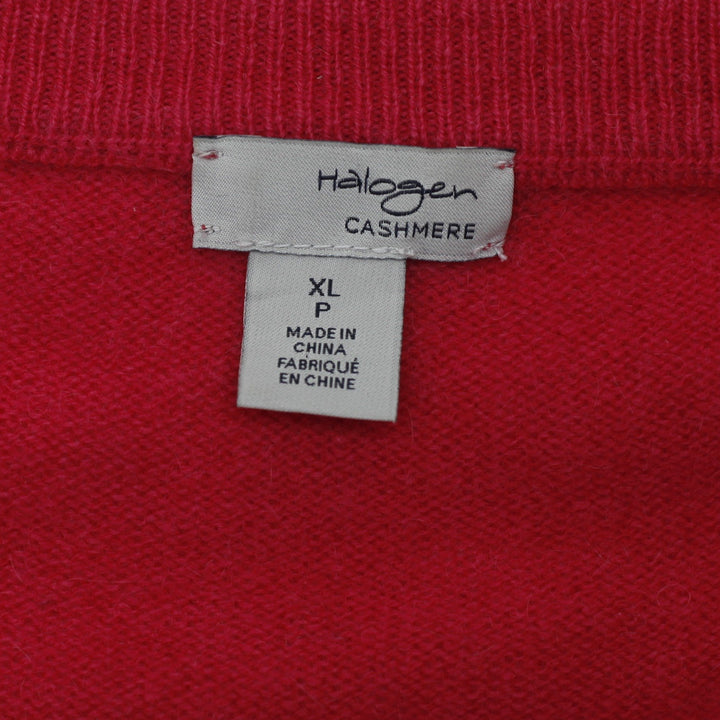 Halogen
CASHMERE
XL
P
MADE IN
CHINA
FABRIQUÉ
EN CHINE